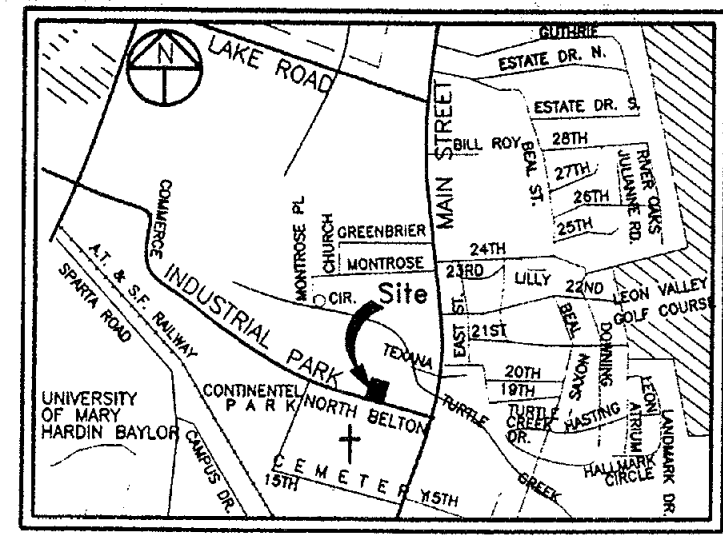 N
LAKE ROAD
MAIN STREET
GUTHRIE
ESTATE DR. N.
ESTATE DR. S.
BILL ROY
BEAL ST.
28TH
27TH
26TH
25TH
RIVER OAKS
JULIANNE RD.
COMMERCE
MONTROSE PL
CHURCH
GREENBRIER
MONTROSE
CIR.
24TH
23RD
LILLY
22ND
LEON VALLEY
GOLF COURSE
INDUSTRIAL PARK
A.T. & S.F. RAILWAY
SPARTA ROAD
Site
EAST ST.
21ST
BEAL
DOWNING
TEXANA
20TH
19TH
SAXON
UNIVERSITY
OF MARY
HARDIN BAYLOR
CONTINENTEL
PARK
NORTH BELTON
CEMETERY
TURTLE
CREEK
TURTLE
CREEK
DR.
HASTING
ATRIUM
LEON
LANDMARK DR.
HALLMARK
CIRCLE
CAMPUS DR.
15TH
15TH